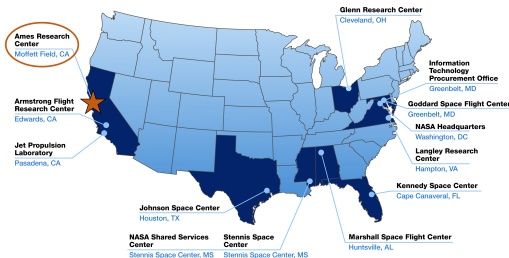 Glenn Research Center
Cleveland, OH
Ames Research
Center
Moffett Field, CA
Information
Technology
Procurement Office
Greenbelt, MD
Armstrong Flight
Research Center
Edwards, CA
Goddard Space Flight Center
Greenbelt, MD
NASA Headquarters
Washington, DC
Jet Propulsion
Laboratory
Pasadena, CA
Langley Research
Center
Hampton, VA
Kennedy Space Center
Cape Canaveral, FL
Johnson Space Center
Houston, TX
NASA Shared Services
Center
Stennis Space Center, MS
Stennis Space
Center
Stennis Space Center, MS
Marshall Space Flight Center
Huntsville, AL